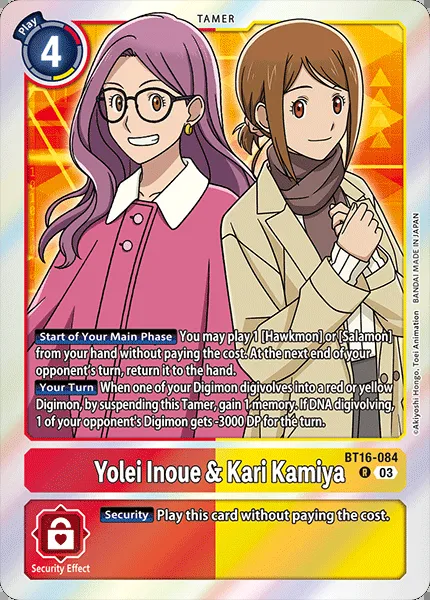 TAMER
Play
4
Start of Your Main Phase You may play 1 [Hawkmon] or [Salamon]
from your hand without paying the cost. At the next end of your
opponent's turn, return it to the hand.
Your Turn When one of your Digimon digivolves into a red or yellow
Digimon, by suspending this Tamer, gain 1 memory. If DNA digivolving,
1 of your opponent's Digimon gets -3000 DP for the turn.
©Akiyoshi Hongo, Toei Animation BANDAI MADE IN JAPAN
BT16-084
Yolei Inoue & Kari Kamiya
R 03
Security Play this card without paying the cost.
Security Effect